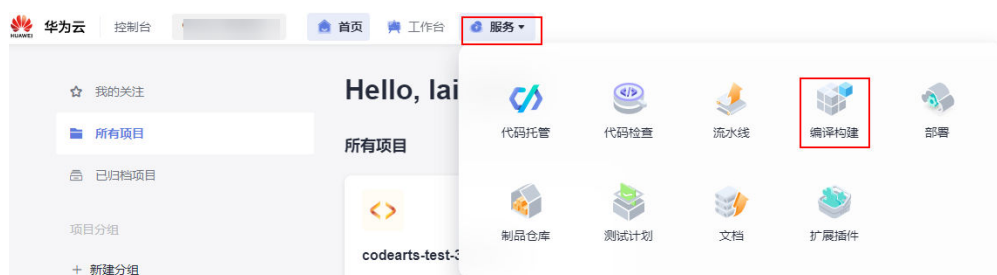 HUAWEI 华为云 控制台 首页 工作台 服务
我的关注
所有项目
已归档项目
项目分组
+ 新建分组
Hello, lai
所有项目
codearts-test-3
代码托管 代码检查 流水线 编译构建 部署
制品仓库 测试计划 文档 扩展插件